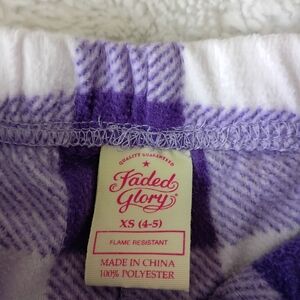 QUALITY GUARANTEED
Faded
Glory
XS (4-5)
FLAME RESISTANT
MADE IN CHINA
100% POLYESTER